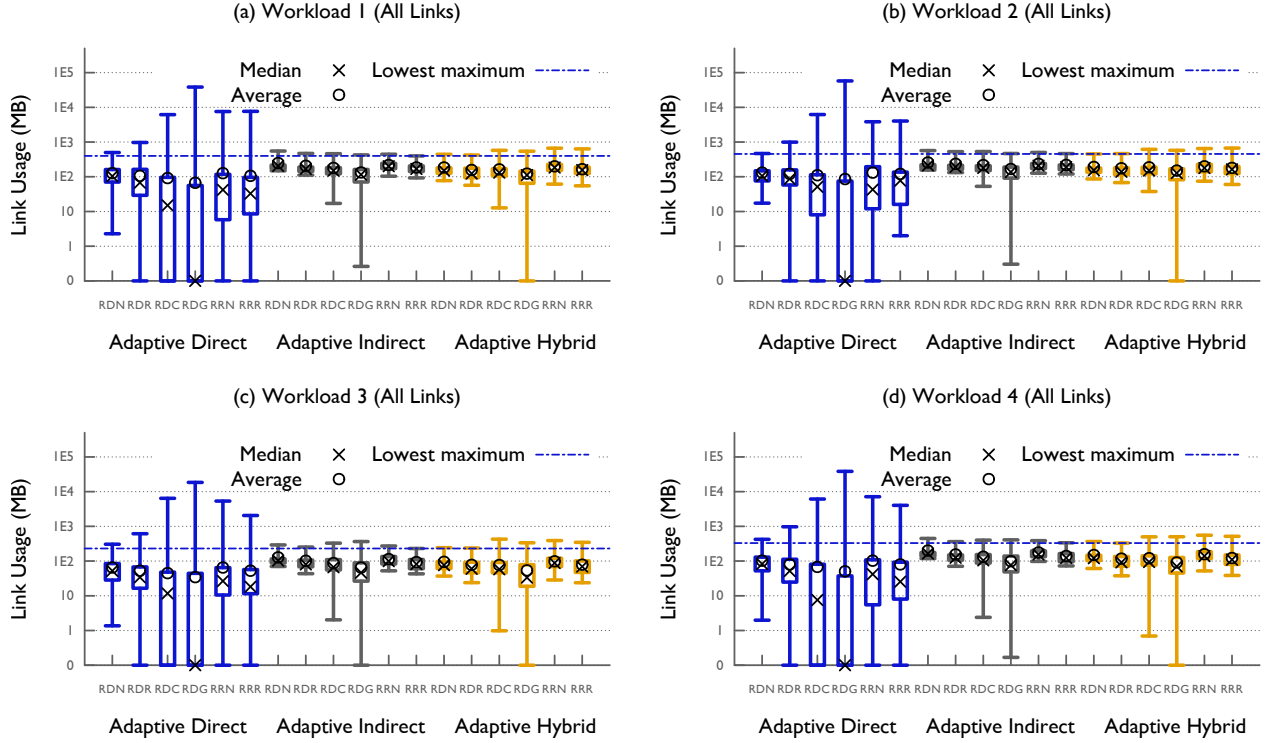 (a) Workload 1 (All Links)
Link Usage (MB)
1E5
1E4
1E3
1E2
10
1
0
Median
Average
Lowest maximum
RDN RDR RDC RDG RRN RRR RDN RDR RDC RDG RRN RRR RDN RDR RDC RDG RRN RRR
Adaptive Direct Adaptive Indirect Adaptive Hybrid
(b) Workload 2 (All Links)
Link Usage (MB)
1E5
1E4
1E3
1E2
10
1
0
Median
Average
Lowest maximum
RDN RDR RDC RDG RRN RRR RDN RDR RDC RDG RRN RRR RDN RDR RDC RDG RRN RRR
Adaptive Direct Adaptive Indirect Adaptive Hybrid
(c) Workload 3 (All Links)
Link Usage (MB)
1E5
1E4
1E3
1E2
10
1
0
Median
Average
Lowest maximum
RDN RDR RDC RDG RRN RRR RDN RDR RDC RDG RRN RRR RDN RDR RDC RDG RRN RRR
Adaptive Direct Adaptive Indirect Adaptive Hybrid
(d) Workload 4 (All Links)
Link Usage (MB)
1E5
1E4
1E3
1E2
10
1
0
Median
Average
Lowest maximum
RDN RDR RDC RDG RRN RRR RDN RDR RDC RDG RRN RRR RDN RDR RDC RDG RRN RRR
Adaptive Direct Adaptive Indirect Adaptive Hybrid